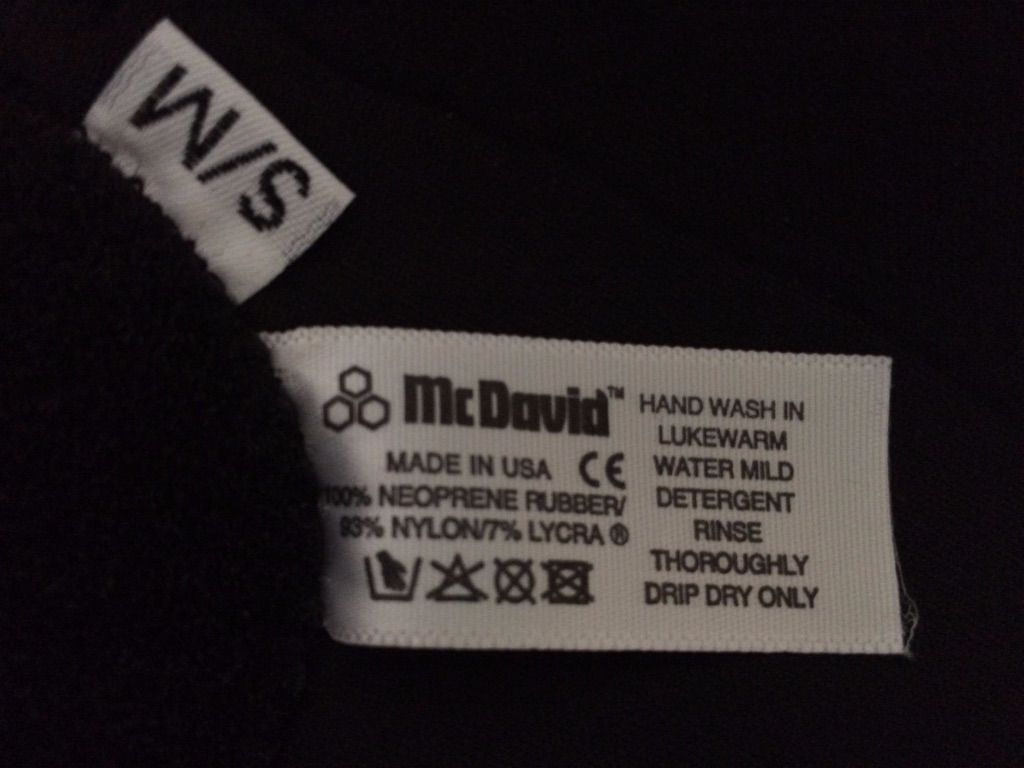 S/M
McDavid™
MADE IN USA CE
100% NEOPRENE RUBBER/
93% NYLON/7% LYCRA ®
HAND WASH IN
LUKEWARM
WATER MILD
DETERGENT
RINSE
THOROUGHLY
DRIP DRY ONLY